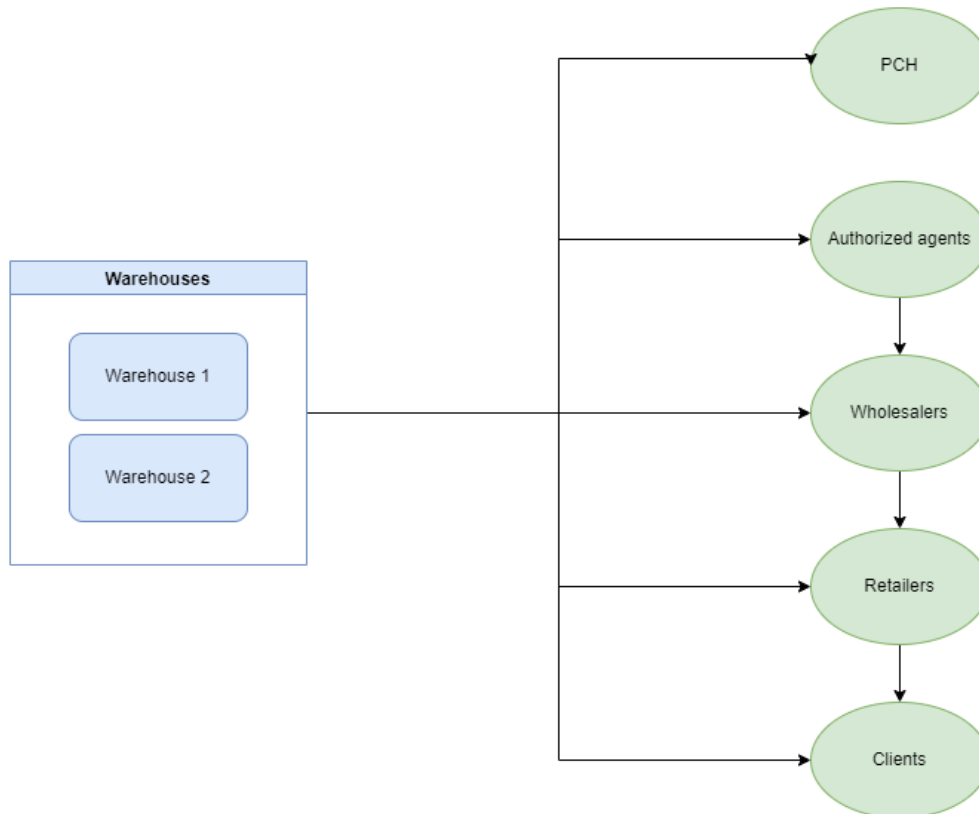 PCH
Authorized agents
Warehouses
Warehouse 1
Wholesalers
Warehouse 2
Retailers
Clients